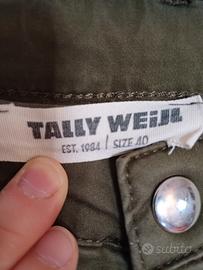 TALLY WEiJL
EST. 1984 | SIZE 40
subito